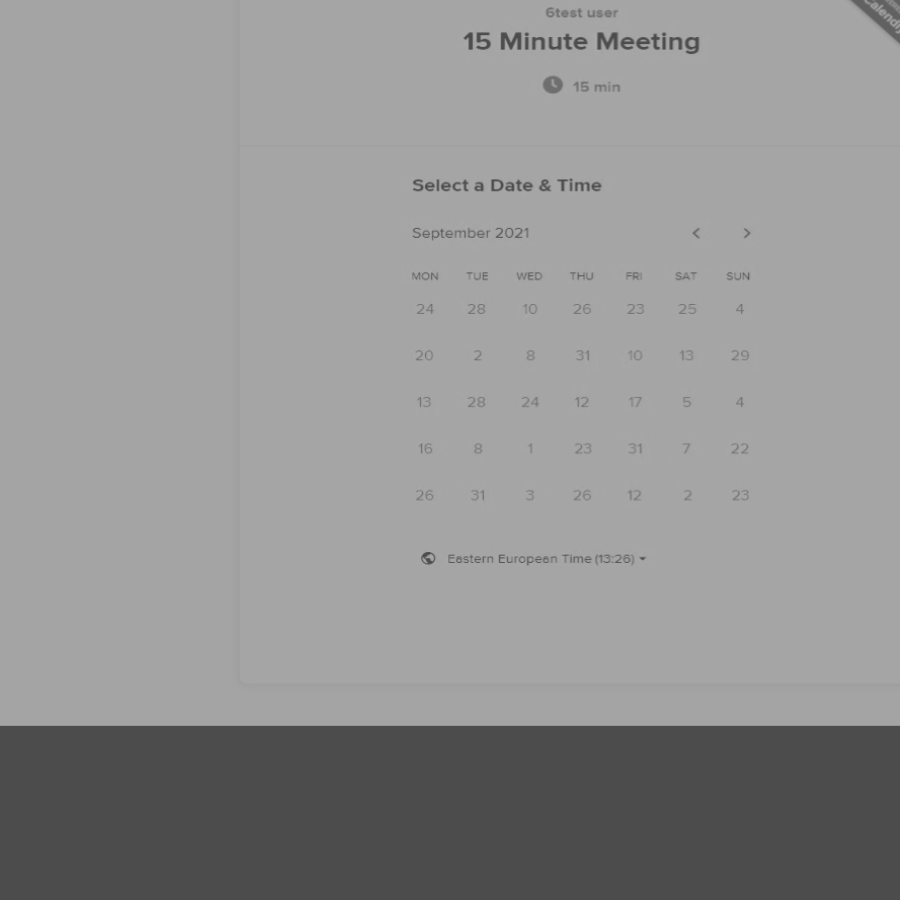 6test user
15 Minute Meeting
15 min
Calendly
Select a Date & Time
September 2021
MON TUE WED THU FRI SAT SUN
24 28 10 26 23 25 4
20 2 8 31 10 13 29
13 28 24 12 17 5 4
16 8 1 23 31 7 22
26 31 3 26 12 2 23
Eastern European Time (13:26)